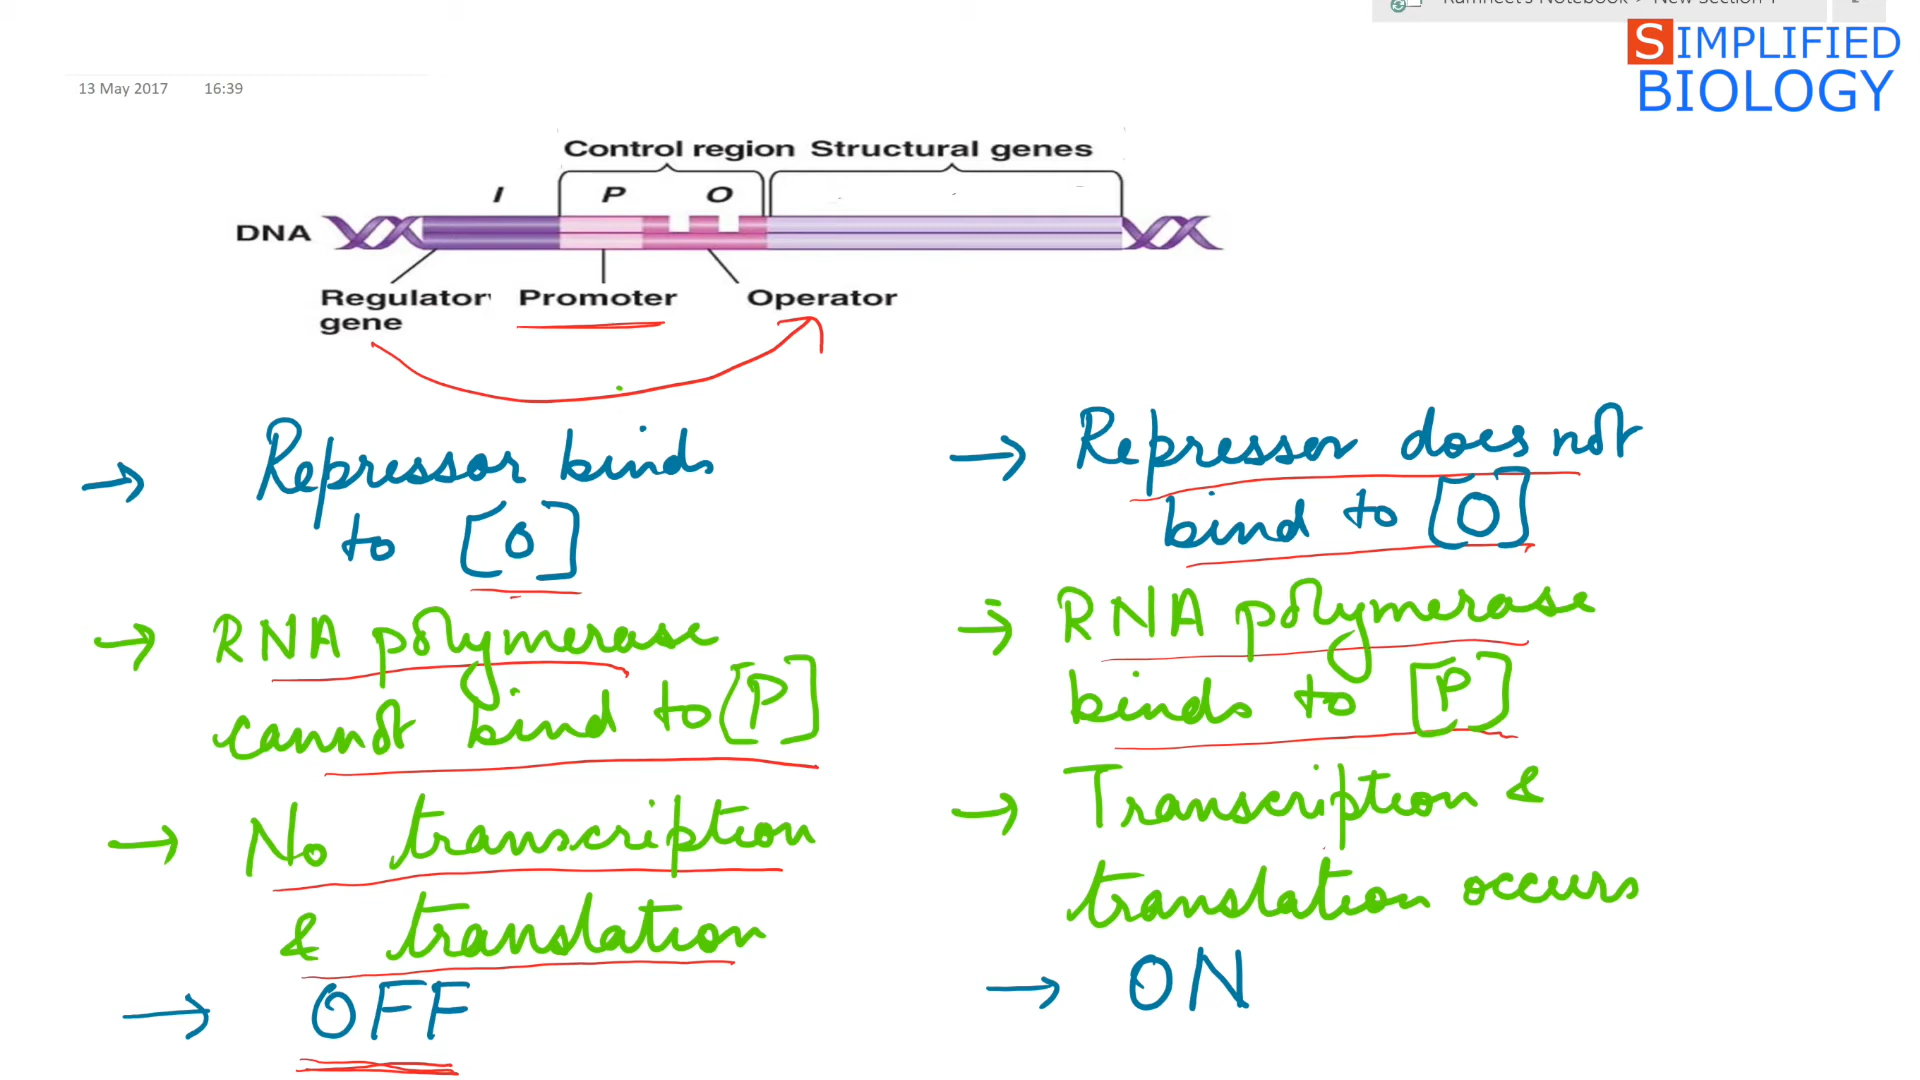 SIMPLIFIED
BIOLOGY
13 May 2017 16:39
Control region Structural genes
I P O
DNA
Regulatory Promoter Operator
gene
→ Repressor binds
to [O]
→ RNA polymerase
cannot bind to [P]
→ No transcription
& translation
→ OFF
→ Repressor does not
bind to [O]
→ RNA polymerase
binds to [P]
→ Transcription &
translation occurs
→ ON